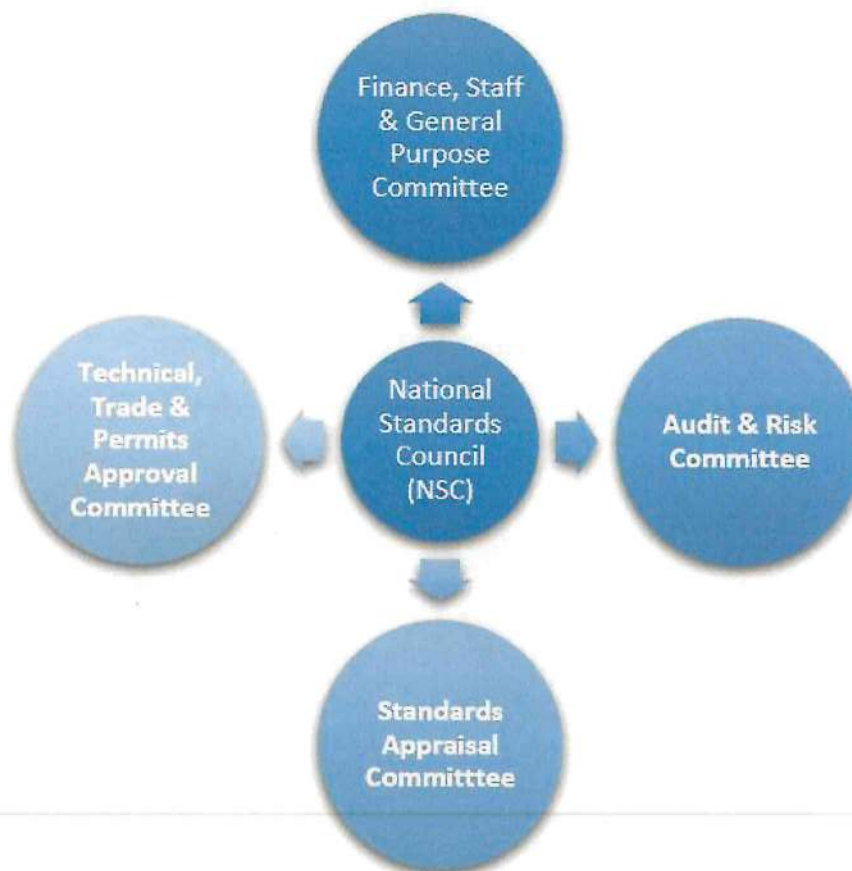 Finance, Staff
& General
Purpose
Committee
Technical,
Trade &
Permits
Approval
Committee
National
Standards
Council
(NSC)
Audit & Risk
Committee
Standards
Appraisal
Committtee